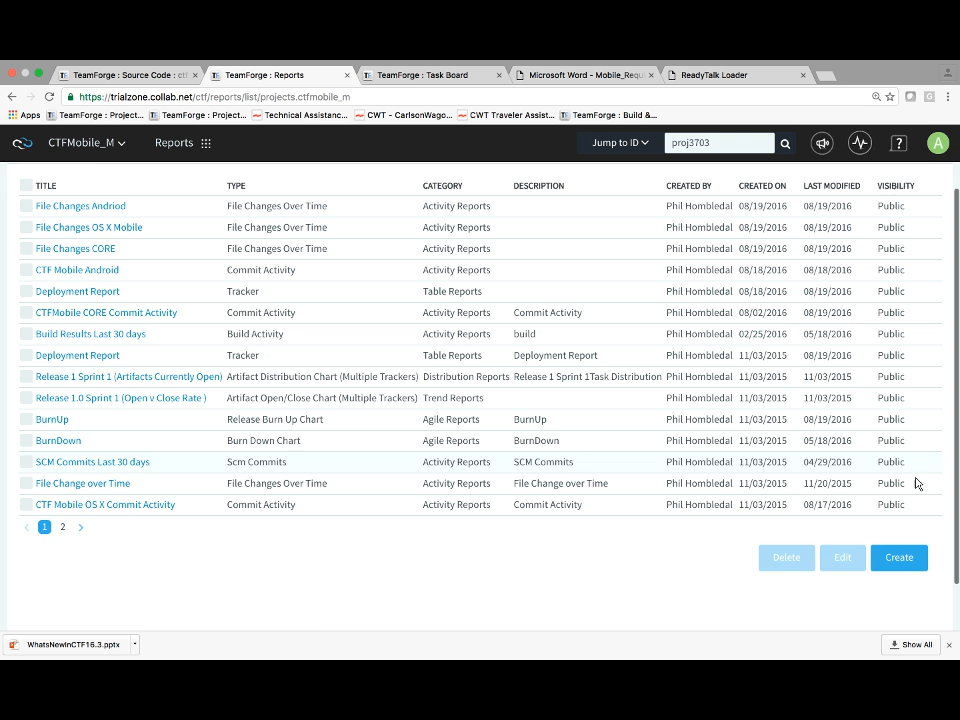 TeamForge : Source Code : ctf
TeamForge : Reports
TeamForge : Task Board
Microsoft Word - Mobile_Requ
ReadyTalk Loader
https://trialzone.collab.net/ctf/reports/list/projects.ctfmobile_m
Apps TeamForge : Project... TeamForge : Project... Technical Assistanc... CWT - CarlsonWago... CWT Traveler Assist... TeamForge : Build &...
CTFMobile_M Reports Jump to ID proj3703 ? A
TITLE TYPE CATEGORY DESCRIPTION CREATED BY CREATED ON LAST MODIFIED VISIBILITY
File Changes Andriod File Changes Over Time Activity Reports Phil Hombledal 08/19/2016 08/19/2016 Public
File Changes OS X Mobile File Changes Over Time Activity Reports Phil Hombledal 08/19/2016 08/19/2016 Public
File Changes CORE File Changes Over Time Activity Reports Phil Hombledal 08/19/2016 08/19/2016 Public
CTF Mobile Android Commit Activity Activity Reports Phil Hombledal 08/18/2016 08/18/2016 Public
Deployment Report Tracker Table Reports Phil Hombledal 08/18/2016 08/19/2016 Public
CTFMobile CORE Commit Activity Commit Activity Activity Reports Commit Activity Phil Hombledal 08/02/2016 08/19/2016 Public
Build Results Last 30 days Build Activity Activity Reports build Phil Hombledal 02/25/2016 05/18/2016 Public
Deployment Report Tracker Table Reports Deployment Report Phil Hombledal 11/03/2015 08/19/2016 Public
Release 1 Sprint 1 (Artifacts Currently Open) Artifact Distribution Chart (Multiple Trackers) Distribution Reports Release 1 Sprint 1Task Distribution Phil Hombledal 11/03/2015 11/03/2015 Public
Release 1.0 Sprint 1 (Open v Close Rate ) Artifact Open/Close Chart (Multiple Trackers) Trend Reports Phil Hombledal 11/03/2015 11/03/2015 Public
BurnUp Release Burn Up Chart Agile Reports BurnUp Phil Hombledal 11/03/2015 08/19/2016 Public
BurnDown Burn Down Chart Agile Reports BurnDown Phil Hombledal 11/03/2015 05/18/2016 Public
SCM Commits Last 30 days Scm Commits Activity Reports SCM Commits Phil Hombledal 11/03/2015 04/29/2016 Public
File Change over Time File Changes Over Time Activity Reports File Change over Time Phil Hombledal 11/03/2015 11/20/2015 Public
CTF Mobile OS X Commit Activity Commit Activity Activity Reports Commit Activity Phil Hombledal 11/03/2015 08/17/2016 Public
1 2
Delete Edit Create
WhatsNewInCTF16.3.pptx Show All